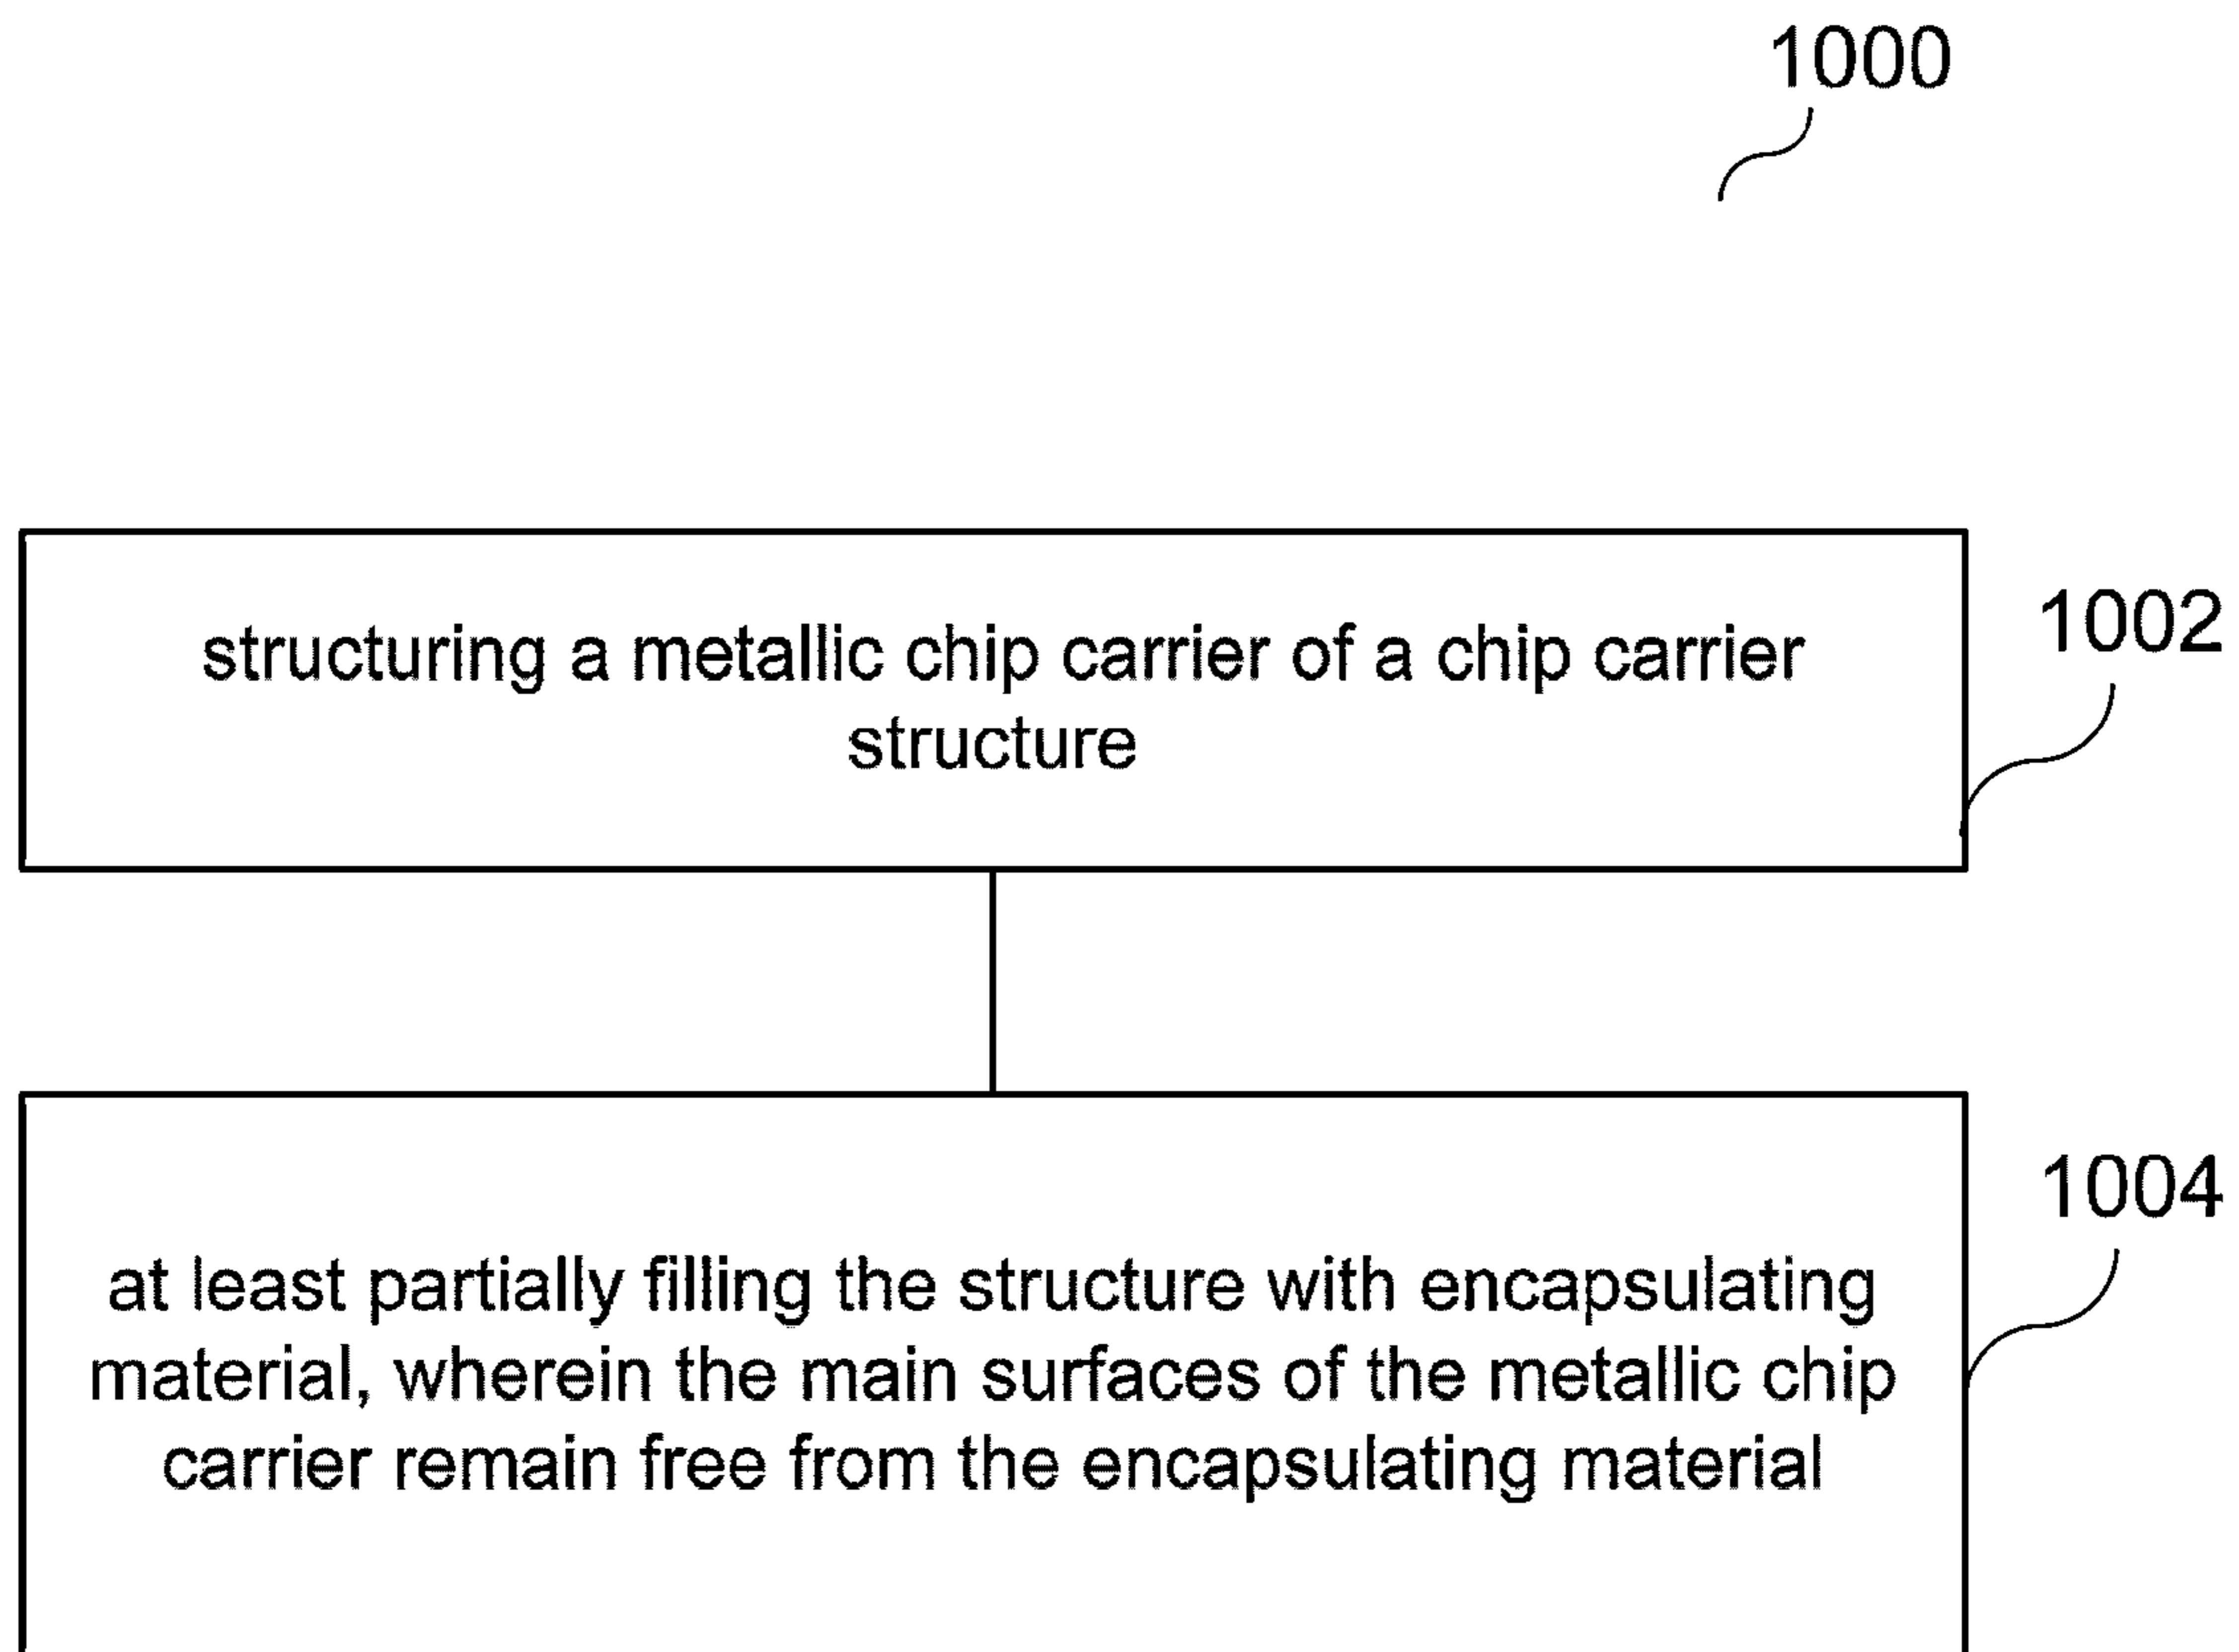 1000
structuring a metallic chip carrier of a chip carrier
structure
1002
at least partially filling the structure with encapsulating
material, wherein the main surfaces of the metallic chip
carrier remain free from the encapsulating material
1004